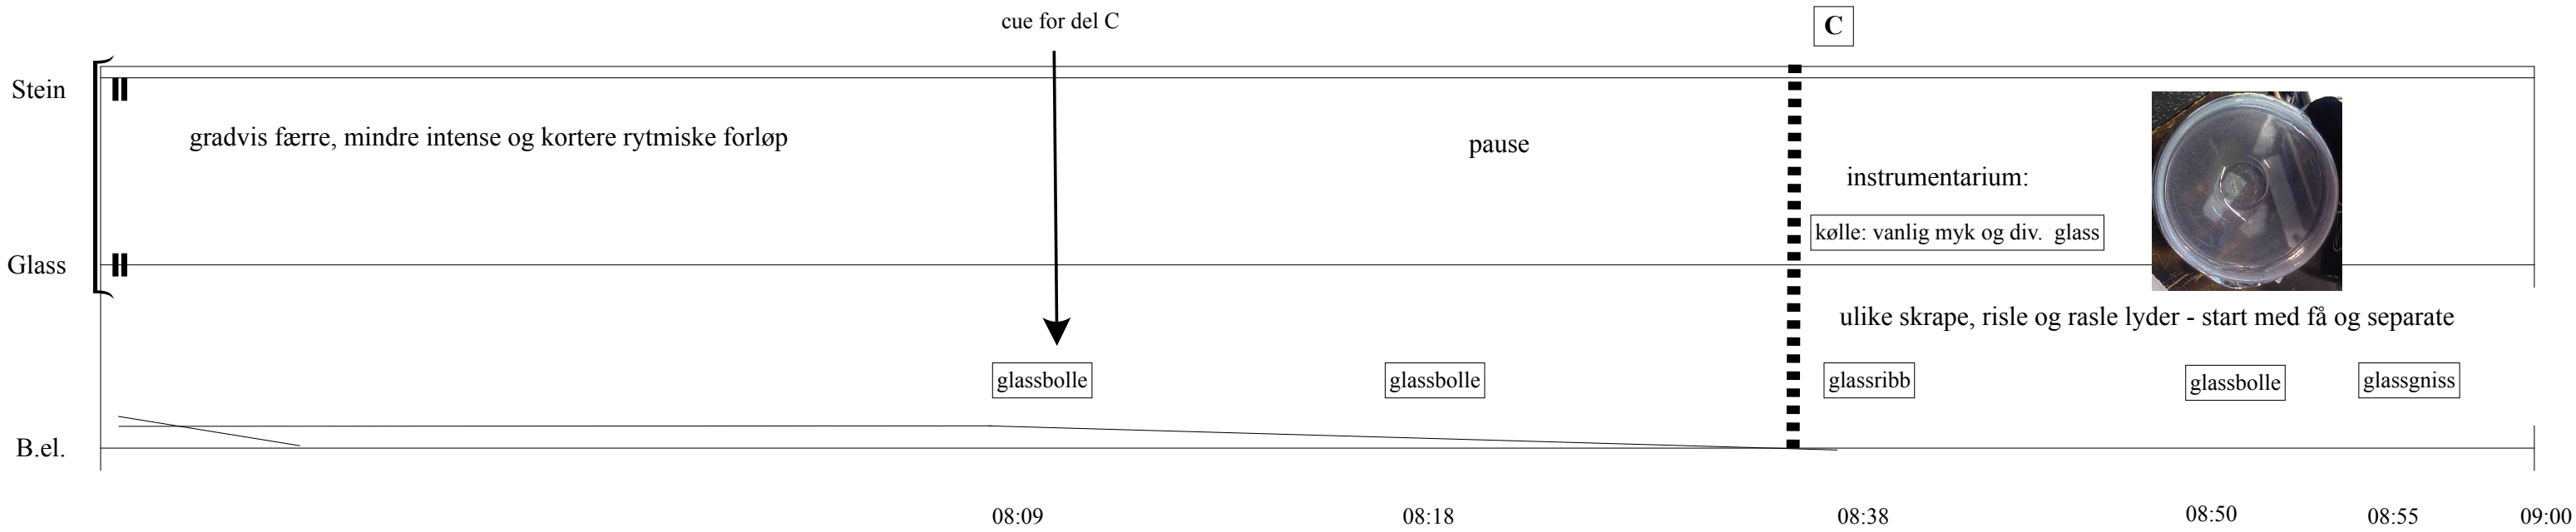 cue for del C
C
Stein
gradvis færre, mindre intense og kortere rytmiske forløp
pause
instrumentarium:
kølle: vanlig myk og div. glass
Glass
ulike skrape, risle og rasle lyder - start med få og separate
glassbolle
glassbolle
glassribb
glassbolle
glassgniss
B.el.
08:09
08:18
08:38
08:50
08:55
09:00